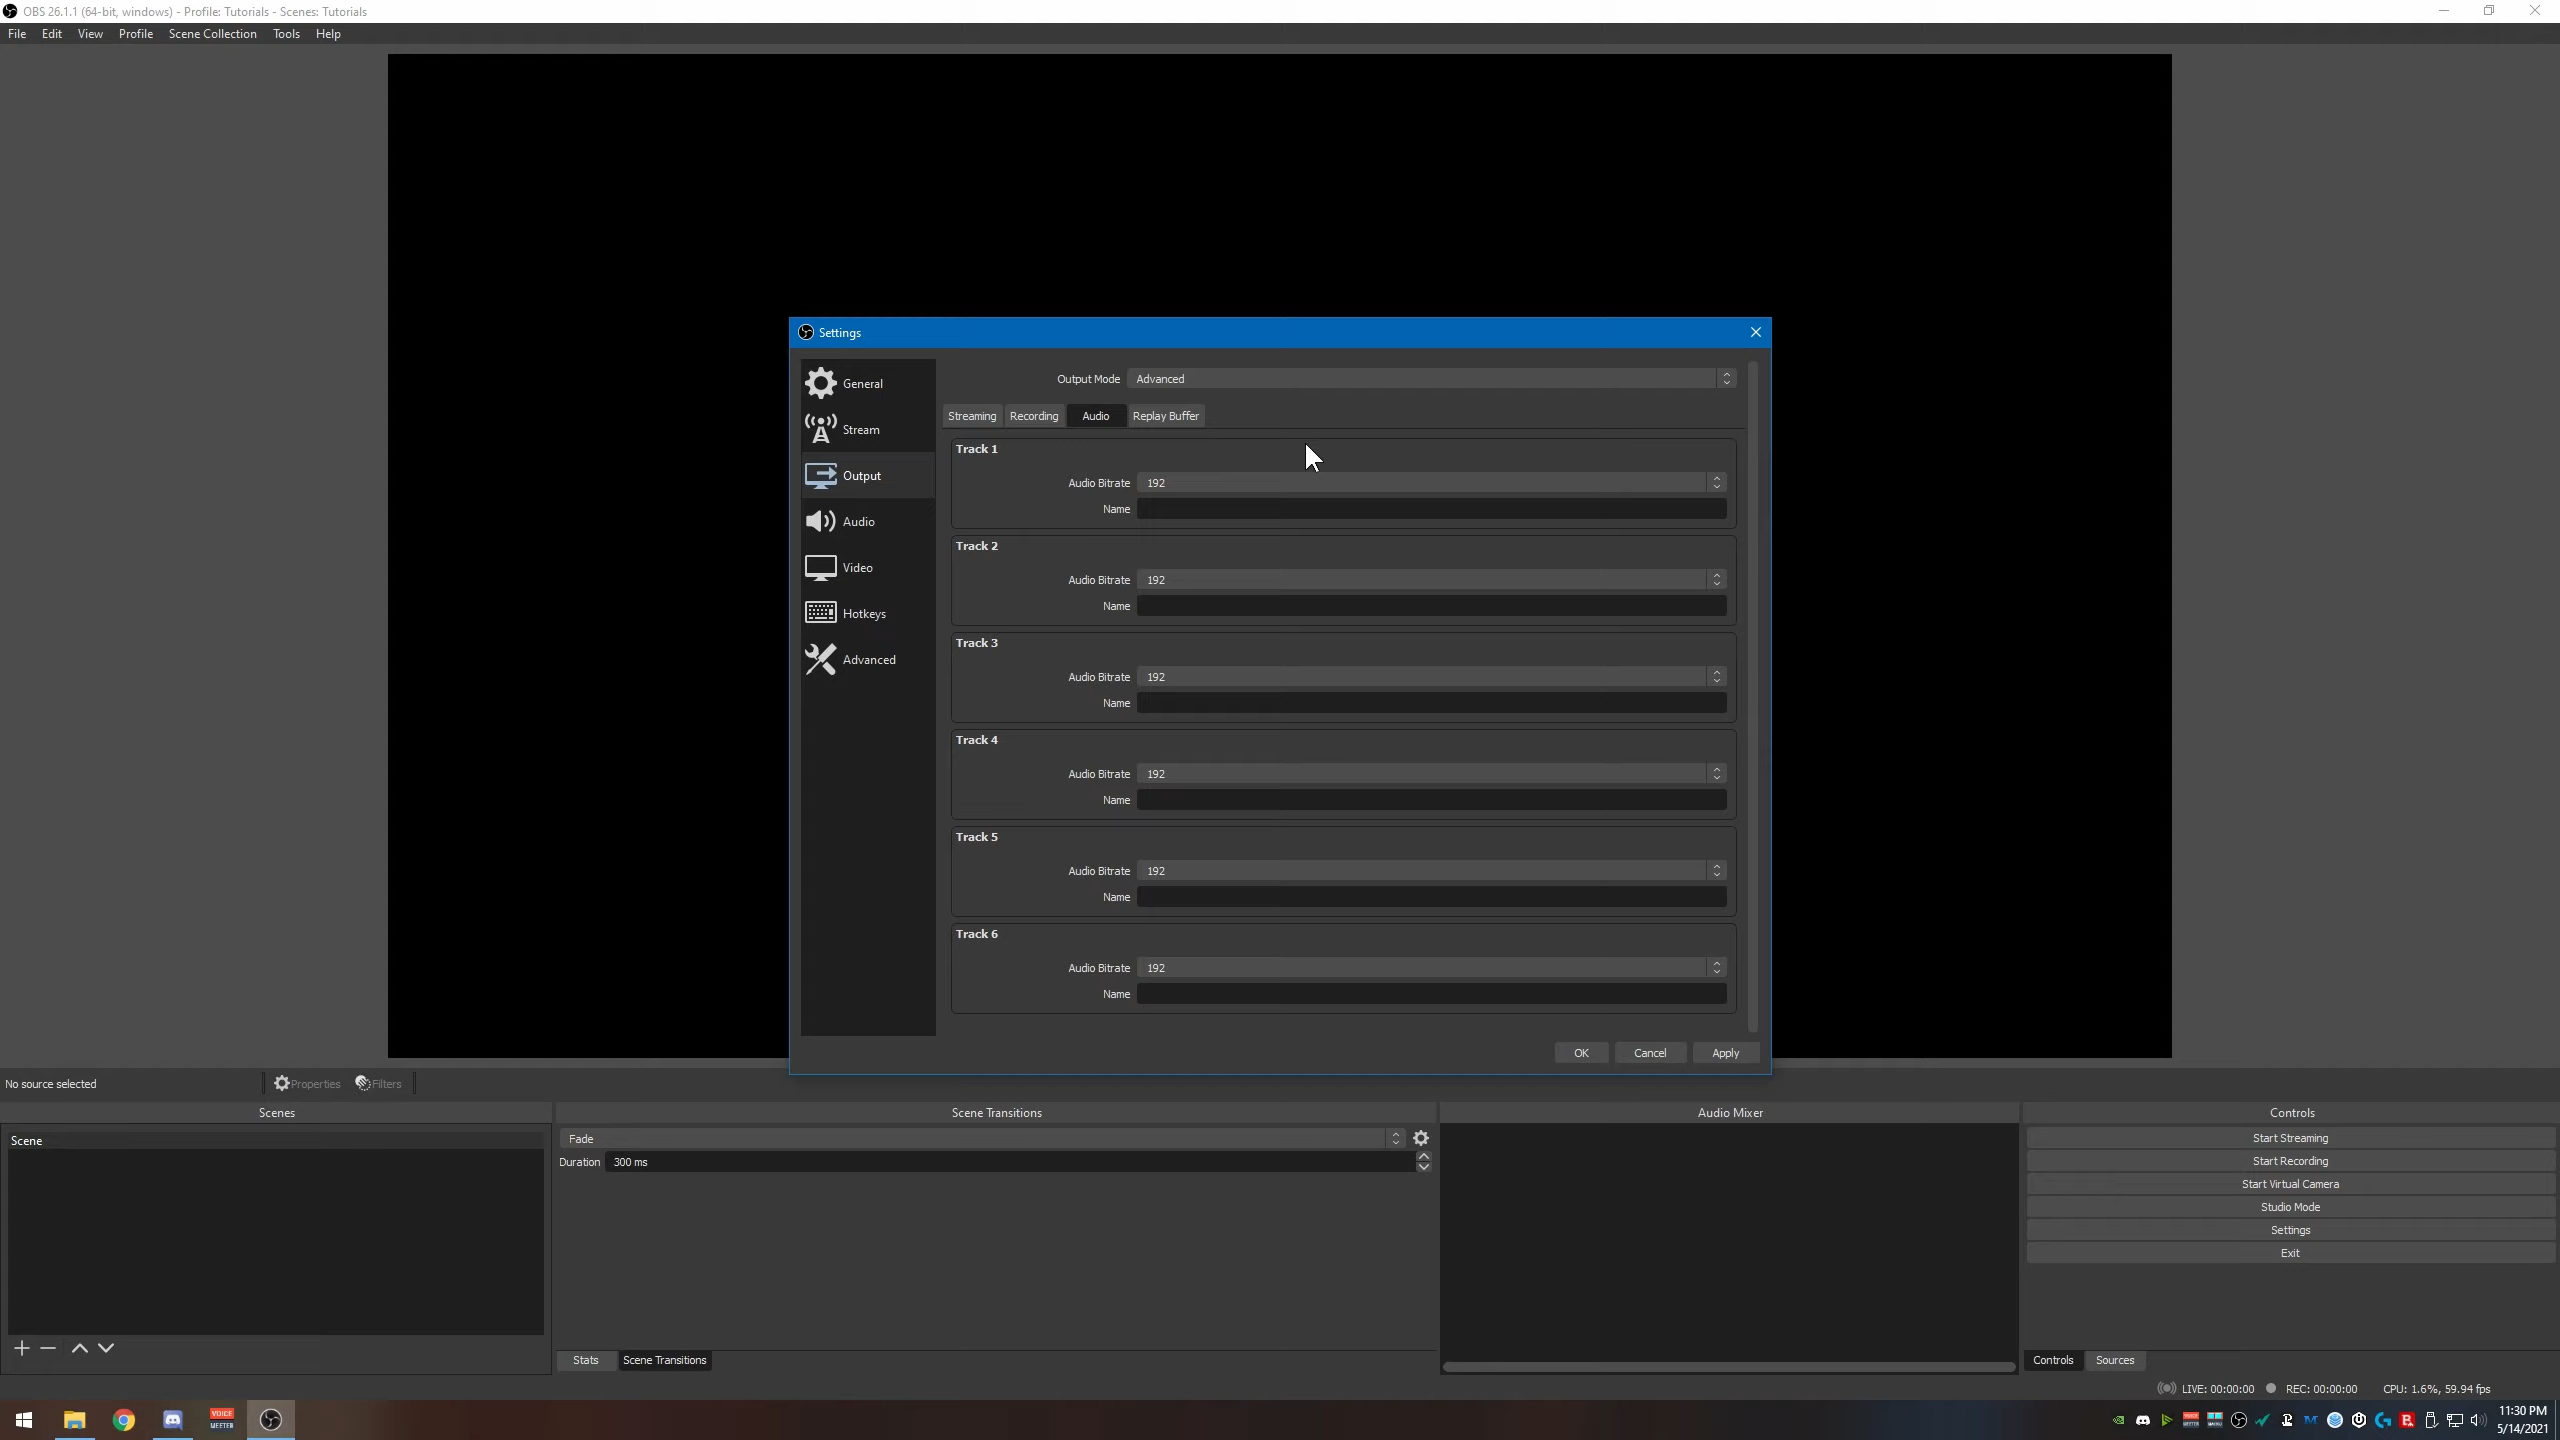 OBS 26.1.1 (64-bit, windows) - Profile: Tutorials - Scenes: Tutorials
File Edit View Profile Scene Collection Tools Help
Settings
General
Stream
Output
Audio
Video
Hotkeys
Advanced
Output Mode Advanced
Streaming Recording Audio Replay Buffer
Track 1
Audio Bitrate 192
Name
Track 2
Audio Bitrate 192
Name
Track 3
Audio Bitrate 192
Name
Track 4
Audio Bitrate 192
Name
Track 5
Audio Bitrate 192
Name
Track 6
Audio Bitrate 192
Name
OK Cancel Apply
No source selected Properties Filters
Scenes
Scene
Scene Transitions
Fade
Duration 300 ms
Stats Scene Transitions
Audio Mixer
Controls
Start Streaming
Start Recording
Start Virtual Camera
Studio Mode
Settings
Exit
Controls Sources
LIVE: 00:00:00 REC: 00:00:00 CPU: 1.6%, 59.94 fps
VOICE
MEETER
11:30 PM
5/14/2021